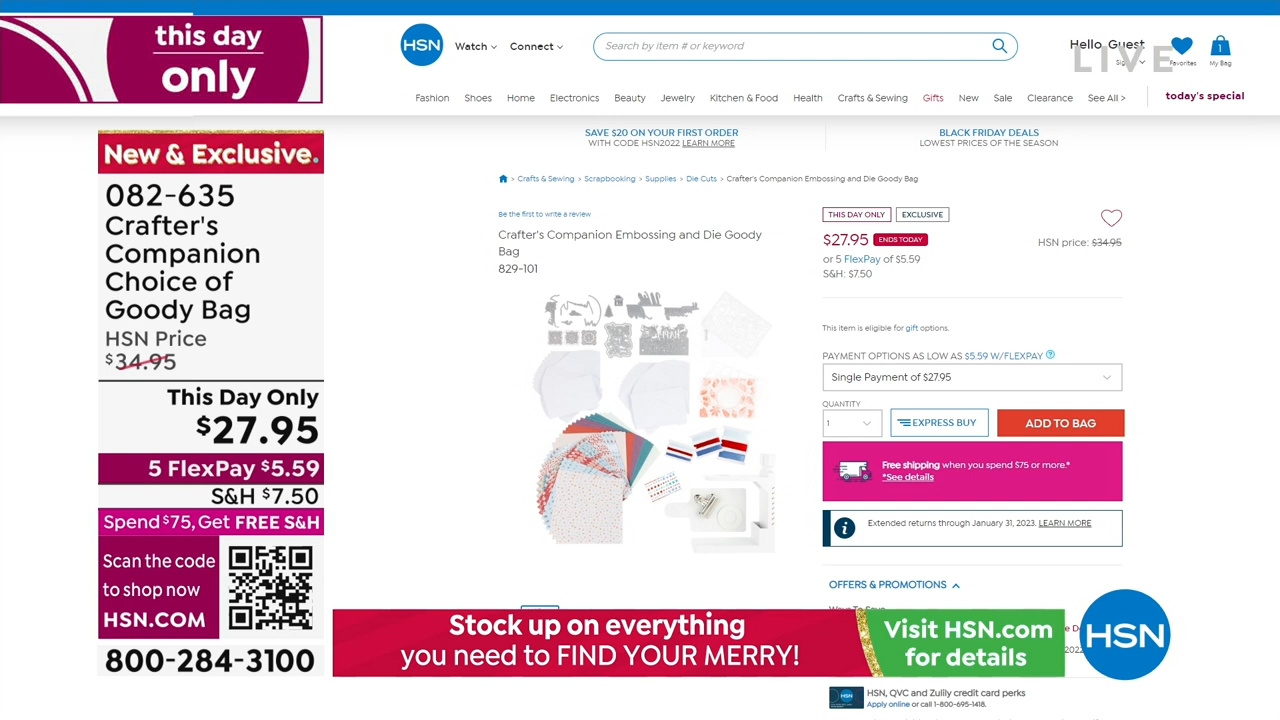 this day
only
New & Exclusive.
082-635
Crafter's
Companion
Choice of
Goody Bag
HSN Price
$34.95
This Day Only
$27.95
5 FlexPay $5.59
S&H $7.50
Spend $75, Get FREE S&H
Scan the code
to shop now
HSN.COM
800-284-3100
HSN
Watch
Connect
Search by item # or keyword
Hello, Guest
LIVE
Favorites
1
My Bag
Fashion Shoes Home Electronics Beauty Jewelry Kitchen & Food Health Crafts & Sewing Gifts New Sale Clearance See All >
today's special
SAVE $20 ON YOUR FIRST ORDER
WITH CODE HSN2022 LEARN MORE
BLACK FRIDAY DEALS
LOWEST PRICES OF THE SEASON
> Crafts & Sewing > Scrapbooking > Supplies > Die Cuts > Crafter's Companion Embossing and Die Goody Bag
Be the first to write a review
Crafter's Companion Embossing and Die Goody
Bag
829-101
THIS DAY ONLY
EXCLUSIVE
$27.95 ENDS TODAY
HSN price: $34.95
or 5 FlexPay of $5.59
S&H: $7.50
This item is eligible for gift options.
PAYMENT OPTIONS AS LOW AS $5.59 W/FLEXPAY ?
Single Payment of $27.95
QUANTITY
1
EXPRESS BUY
ADD TO BAG
Free shipping when you spend $75 or more.*
*See details
Extended returns through January 31, 2023. LEARN MORE
OFFERS & PROMOTIONS
Stock up on everything
you need to FIND YOUR MERRY!
Visit HSN.com
for details
HSN
HSN, QVC and Zulily credit card perks
Apply online or call 1-800-695-1418.